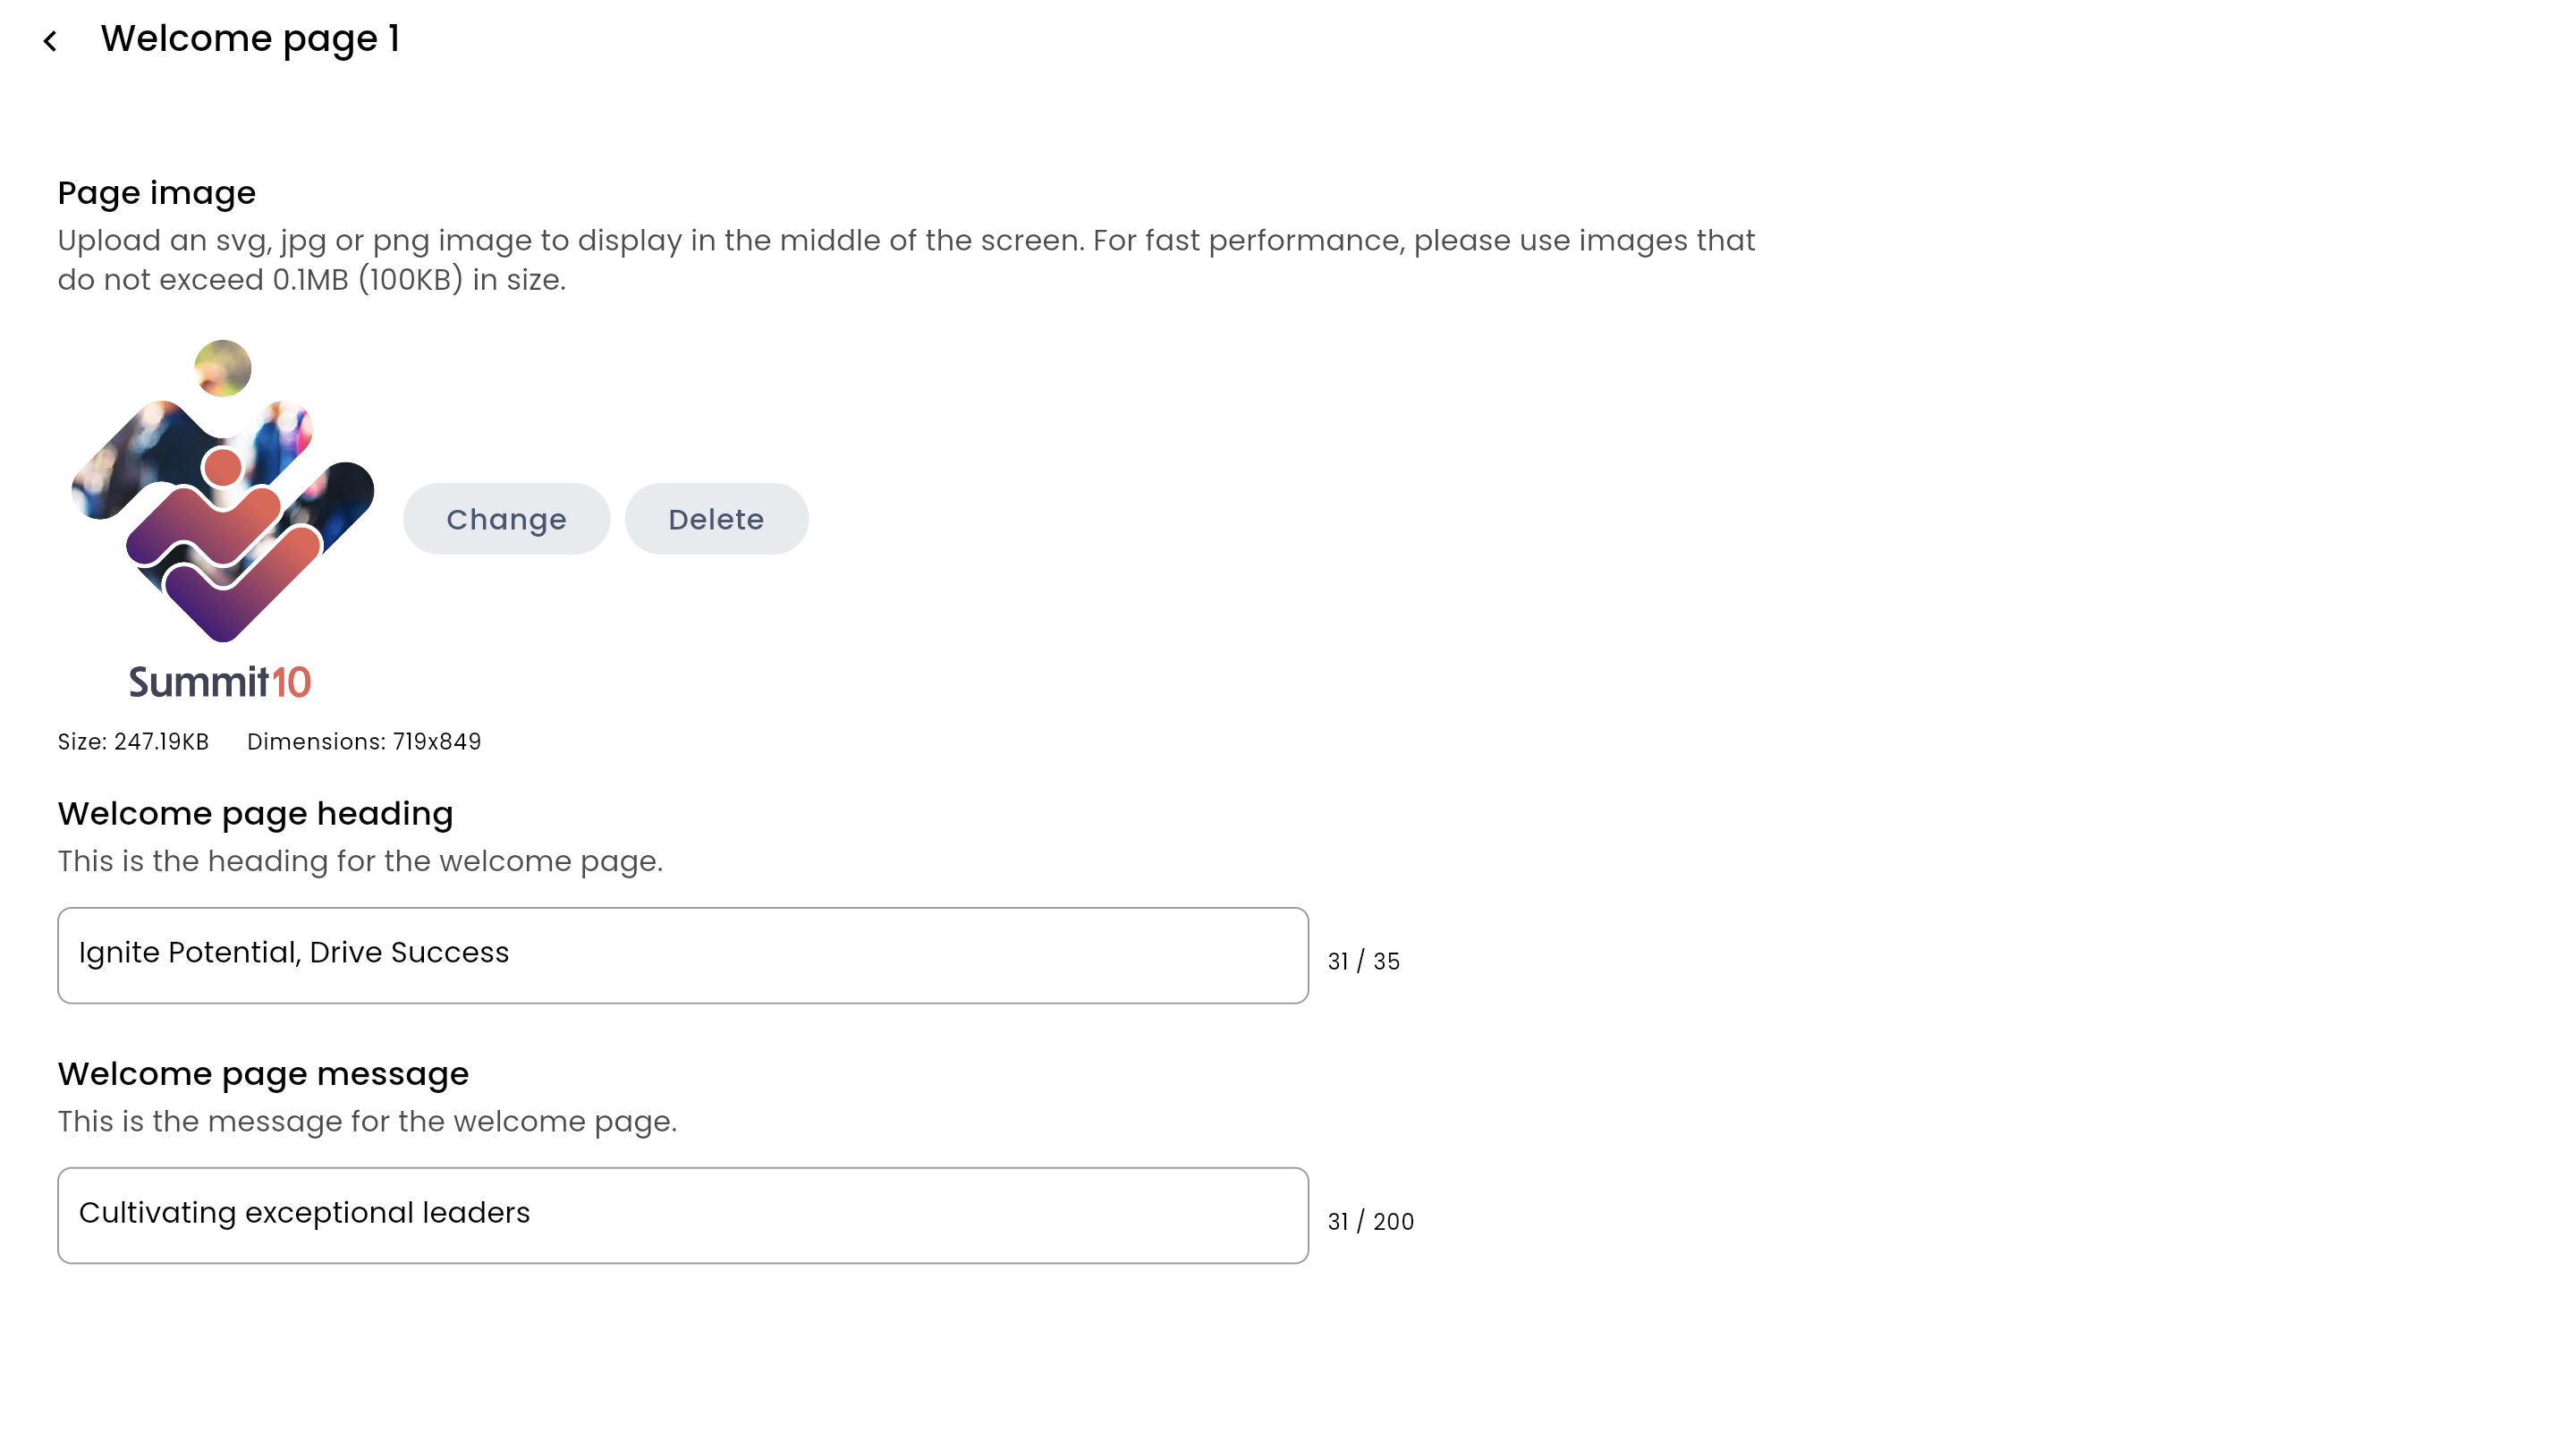 Welcome page 1
Page image
Upload an svg, jpg or png image to display in the middle of the screen. For fast performance, please use images that
do not exceed 0.1MB (100KB) in size.
Change
Delete
Summit10
Size: 247.19KB Dimensions: 719x849
Welcome page heading
This is the heading for the welcome page.
Ignite Potential, Drive Success
31 / 35
Welcome page message
This is the message for the welcome page.
Cultivating exceptional leaders
31 / 200